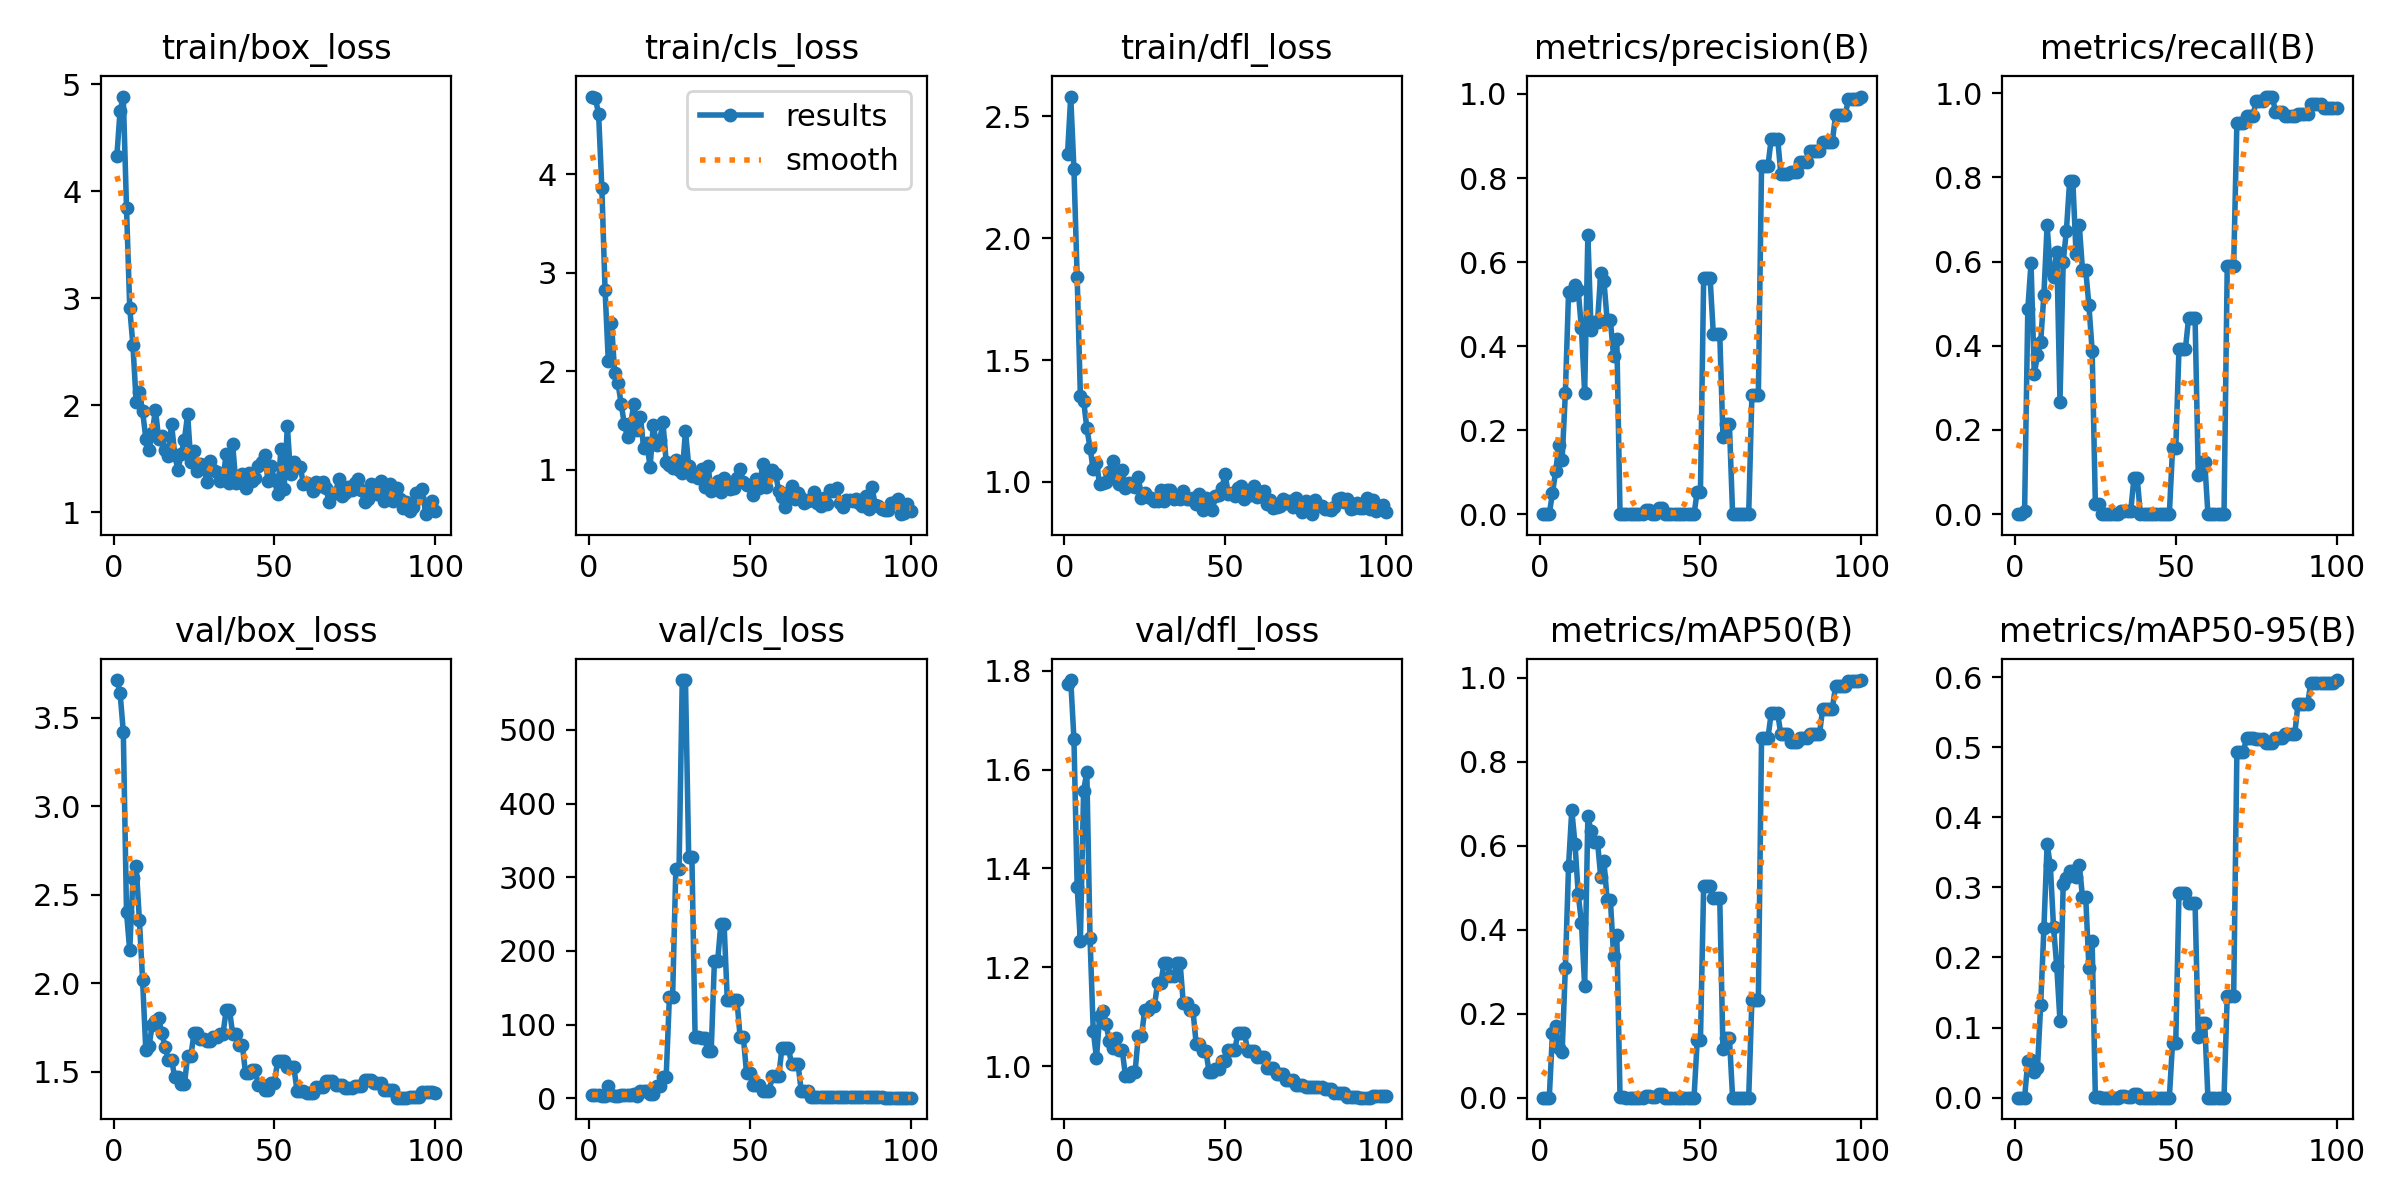 train/box_loss
5
4
3
2
1
0 50 100
train/cls_loss
results
smooth
4
3
2
1
0 50 100
train/dfl_loss
2.5
2.0
1.5
1.0
0 50 100
metrics/precision(B)
1.0
0.8
0.6
0.4
0.2
0.0
0 50 100
metrics/recall(B)
1.0
0.8
0.6
0.4
0.2
0.0
0 50 100
val/box_loss
3.5
3.0
2.5
2.0
1.5
0 50 100
val/cls_loss
500
400
300
200
100
0
0 50 100
val/dfl_loss
1.8
1.6
1.4
1.2
1.0
0 50 100
metrics/mAP50(B)
1.0
0.8
0.6
0.4
0.2
0.0
0 50 100
metrics/mAP50-95(B)
0.6
0.5
0.4
0.3
0.2
0.1
0.0
0 50 100